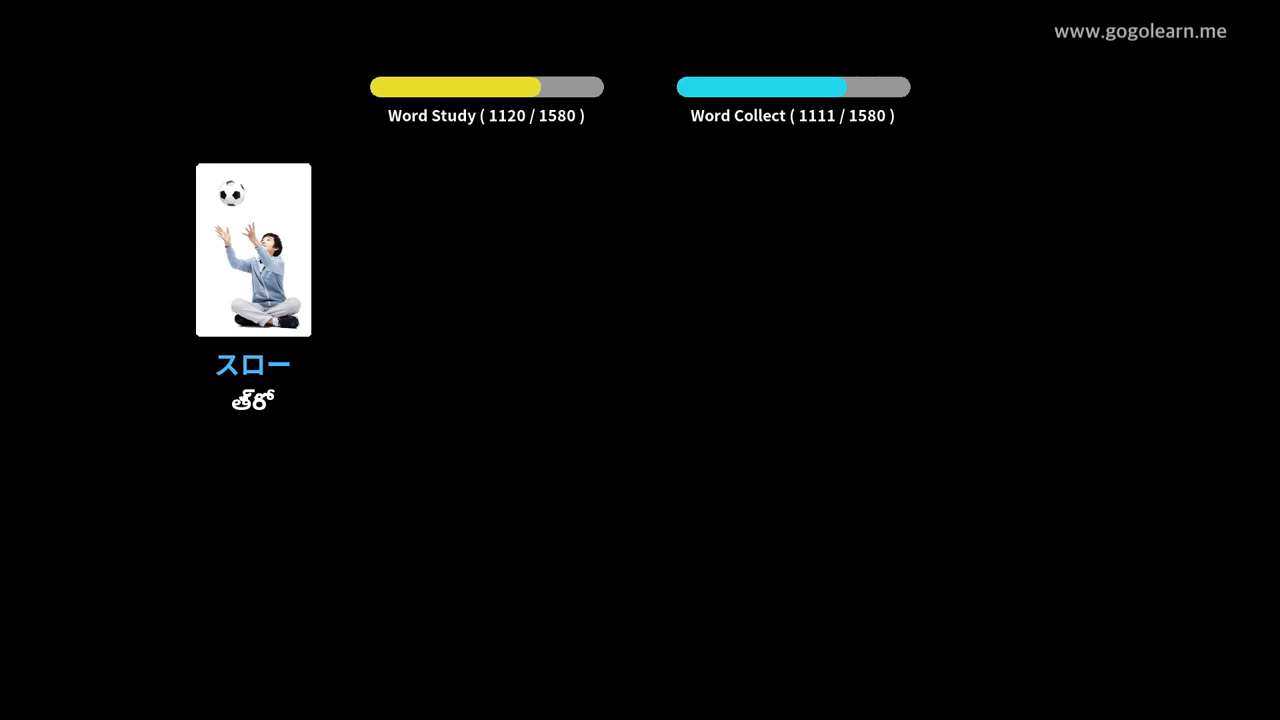 www.gogolearn.me
Word Study ( 1120 / 1580 )
Word Collect ( 1111 / 1580 )
スロー
త్రో